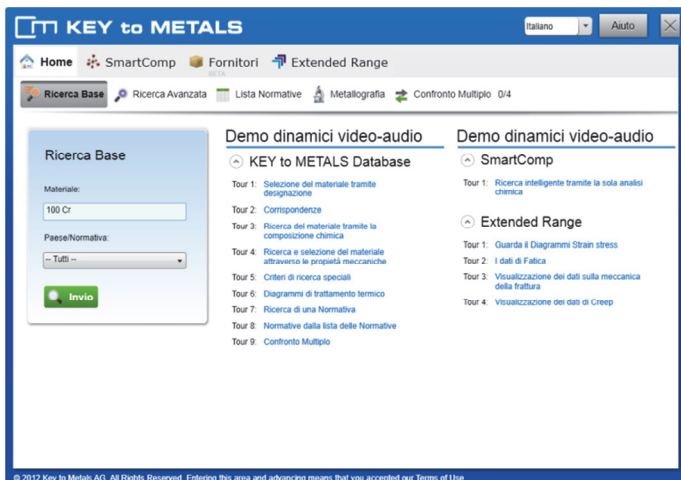 KEY to METALS
Italiano
Aiuto
Home SmartComp Fornitori Extended Range
BETA
Ricerca Base Ricerca Avanzata Lista Normative Metallografia Confronto Multiplo 0/4
Ricerca Base
Materiale:
100 Cr
Paese/Normativa:
-- Tutti --
Invio
Demo dinamici video-audio
KEY to METALS Database
Tour 1: Selezione del materiale tramite
designazione
Tour 2: Corrispondenze
Tour 3: Ricerca del materiale tramite la
composizione chimica
Tour 4: Ricerca e selezione del materiale
attraverso le propietà meccaniche
Tour 5: Criteri di ricerca speciali
Tour 6: Diagrammi di trattamento termico
Tour 7: Ricerca di una Normativa
Tour 8: Normative dalla lista delle Normative
Tour 9: Confronto Multiplo
Demo dinamici video-audio
SmartComp
Tour 1: Ricerca intelligente tramite la sola analisi
chimica
Extended Range
Tour 1: Guarda il Diagrammi Strain stress
Tour 2: I dati di Fatica
Tour 3: Visualizzazione dei dati sulla meccanica
della frattura
Tour 4: Visualizzazione dei dati di Creep
© 2012 Key to Metals AG. All Rights Reserved. Entering this area and advancing means that you accepted our Terms of Use